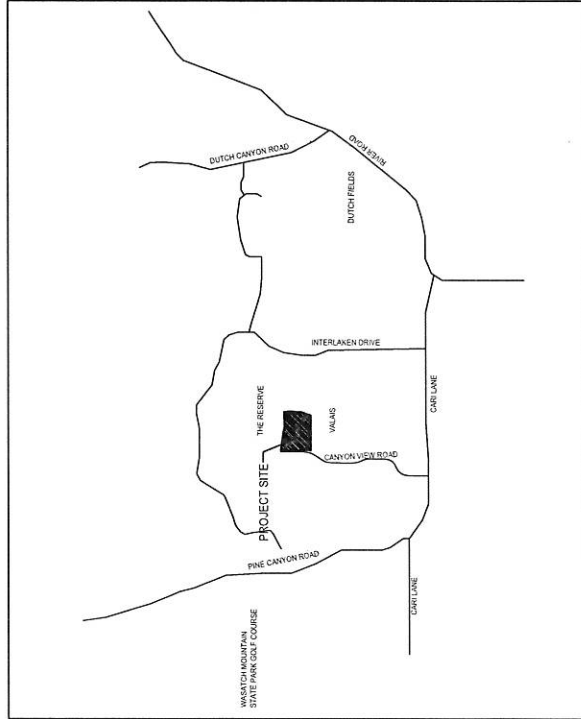 DUTCH CANYON ROAD
RIVER ROAD
DUTCH FIELDS
INTERLAKEN DRIVE
THE RESERVE
VALAIS
CARI LANE
PROJECT SITE
CANYON VIEW ROAD
PINE CANYON ROAD
CARI LANE
WASATCH MOUNTAIN
STATE PARK GOLF COURSE